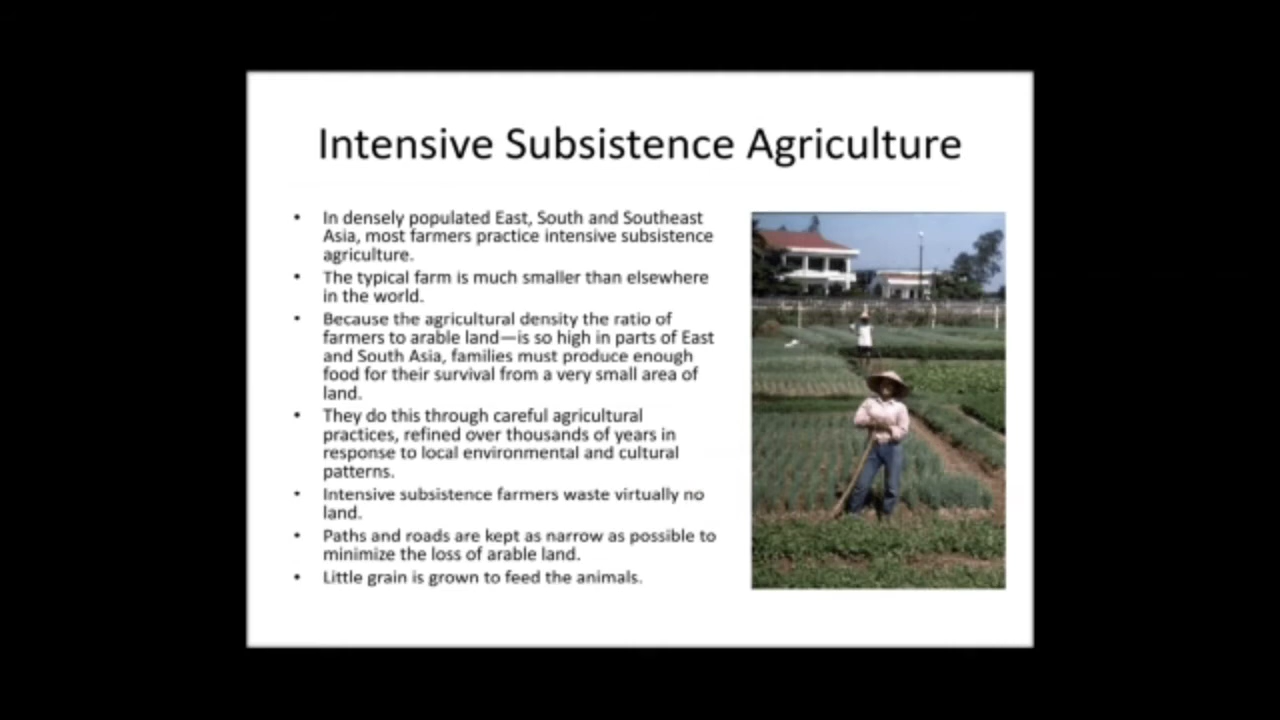 Intensive Subsistence Agriculture
• In densely populated East, South and Southeast
Asia, most farmers practice intensive subsistence
agriculture.
• The typical farm is much smaller than elsewhere
in the world.
• Because the agricultural density the ratio of
farmers to arable land—is so high in parts of East
and South Asia, families must produce enough
food for their survival from a very small area of
land.
• They do this through careful agricultural
practices, refined over thousands of years in
response to local environmental and cultural
patterns.
• Intensive subsistence farmers waste virtually no
land.
• Paths and roads are kept as narrow as possible to
minimize the loss of arable land.
• Little grain is grown to feed the animals.